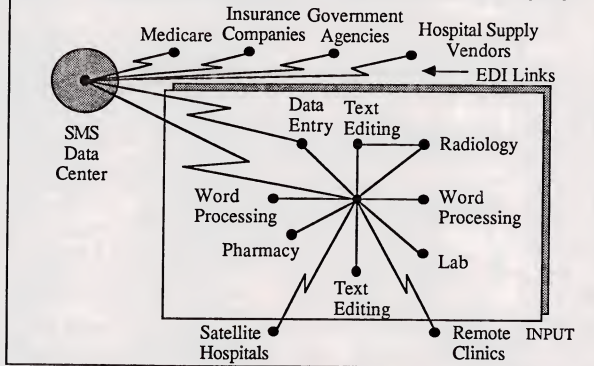 Medicare
Insurance
Companies
Government
Agencies
Hospital Supply
Vendors
EDI Links
SMS
Data
Center
Data
Entry
Text
Editing
Radiology
Word
Processing
Word
Processing
Pharmacy
Lab
Text
Editing
Satellite
Hospitals
Remote
Clinics
INPUT